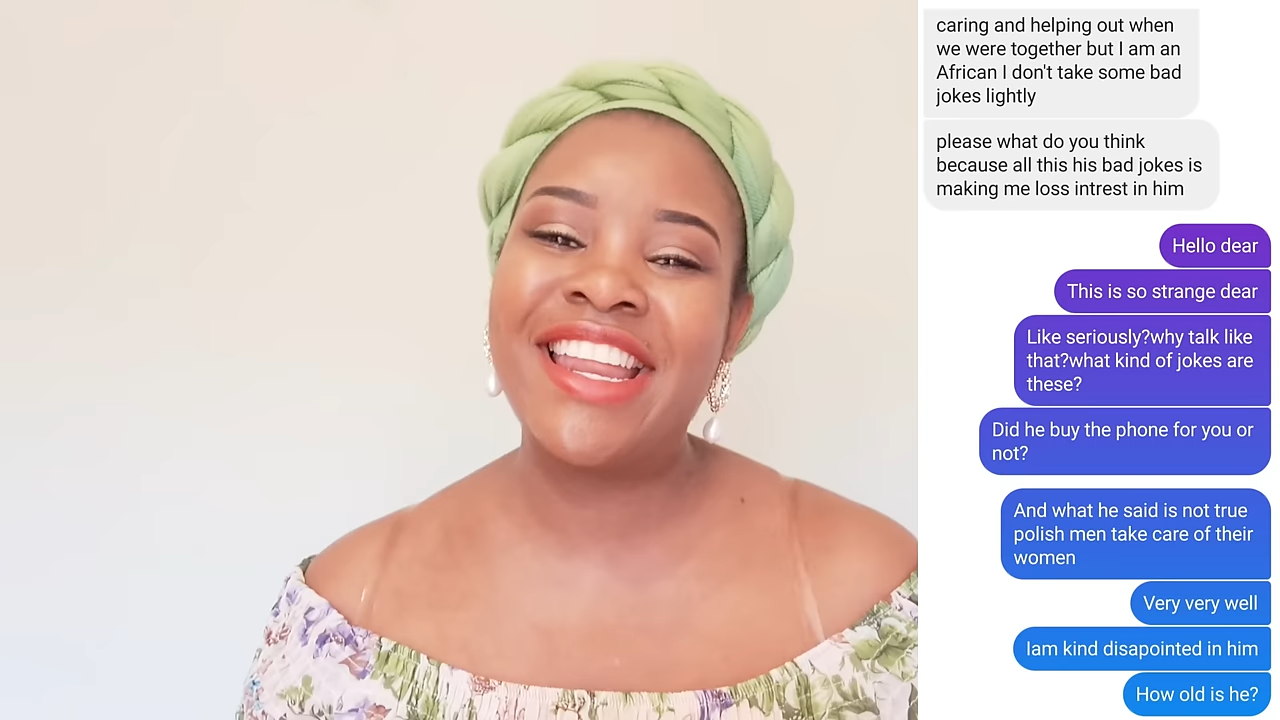 caring and helping out when
we were together but I am an
African I don't take some bad
jokes lightly
please what do you think
because all this his bad jokes is
making me loss intrest in him
Hello dear
This is so strange dear
Like seriously?why talk like
that?what kind of jokes are
these?
Did he buy the phone for you or
not?
And what he said is not true
polish men take care of their
women
Very very well
Iam kind disapointed in him
How old is he?